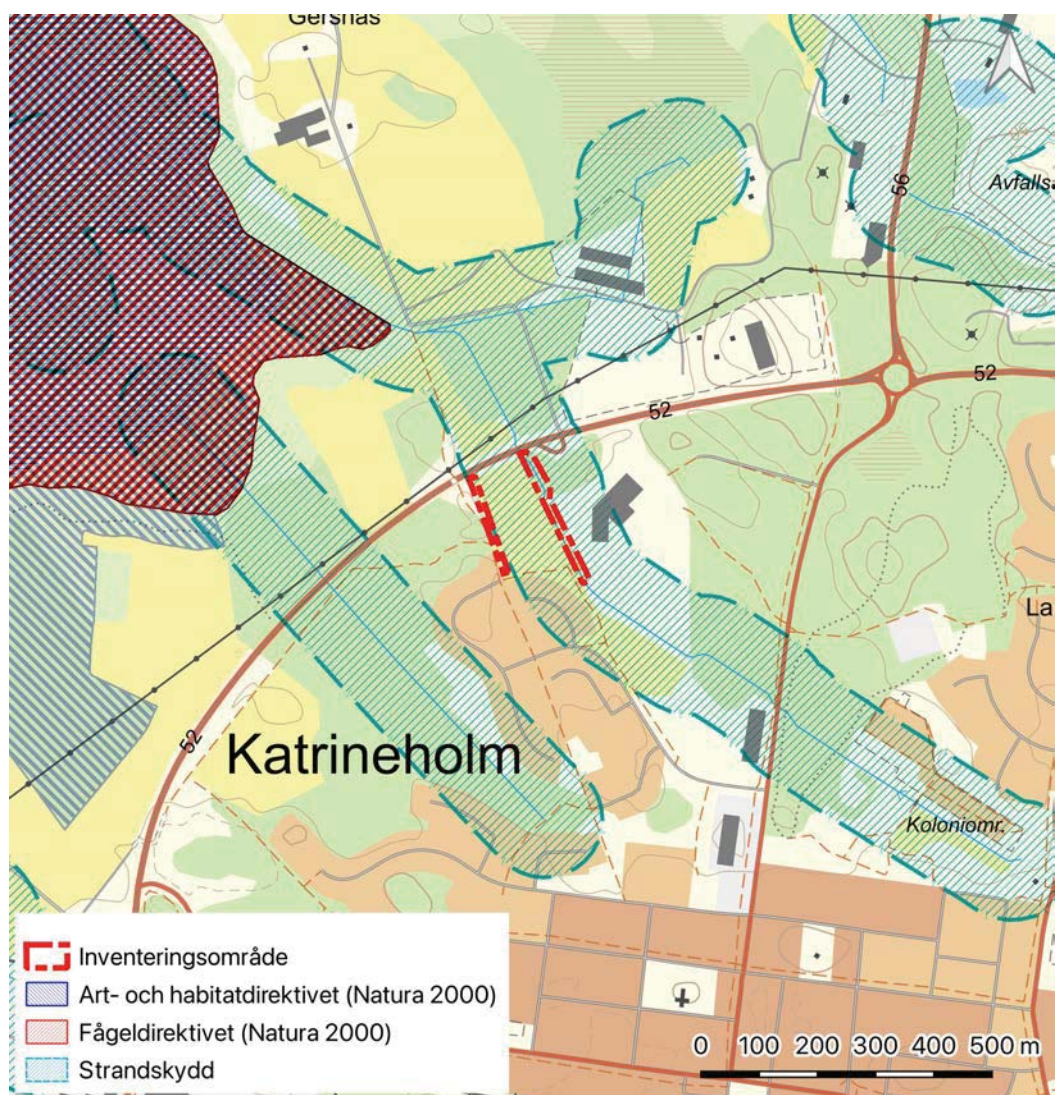 Gersnäs
56
Avfalls
52
52
La
52
Katrineholm
Koloniomr.
Inventeringsområde
Art- och habitatdirektivet (Natura 2000)
Fågeldirektivet (Natura 2000)
Strandskydd
0 100 200 300 400 500 m